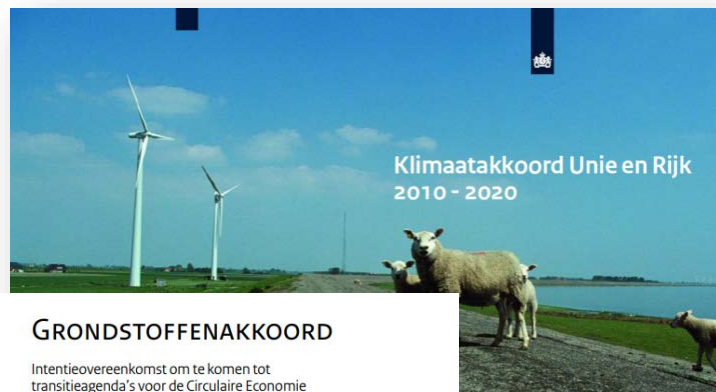 Klimaatakkoord Unie en Rijk
2010 - 2020
GRONDSTOFFENAKKOORD
Intentieovereenkomst om te komen tot
transitieagenda's voor de Circulaire Economie